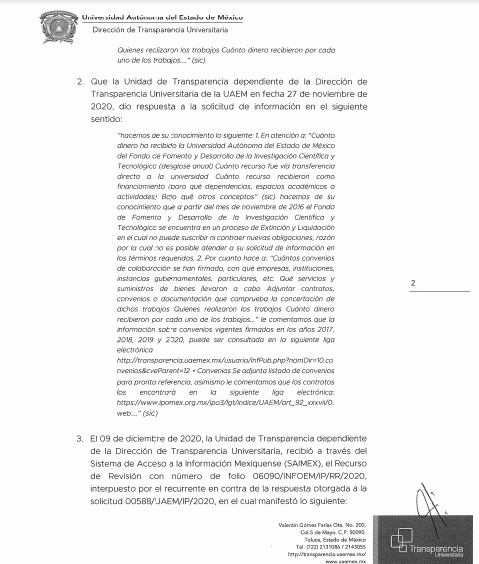 Universidad Autónoma del Estado de México
Dirección de Transparencia Universitaria
Quienes realizaron los trabajos Cuánto dinero recibieron por cada
uno de los trabajos...." (sic)
2. Que la Unidad de Transparencia dependiente de la Dirección de
Transparencia Universitaria de la UAEM en fecha 27 de noviembre de
2020, dio respuesta a la solicitud de información en el siguiente
sentido:
"hacemos de su conocimiento lo siguiente: 1. En atención a: "Cuánto
dinero ha recibido la Universidad Autónoma del Estado de México
del Fondo de Fomento y Desarrollo de la Investigación Científica y
Tecnológica (desglose anual) Cuánto recurso fue vía transferencia
directa a la universidad Cuánto recurso recibieron como
financiamiento (para qué dependencias, espacios académicos o
actividades) Bajo qué otros conceptos" (sic) hacemos de su
conocimiento que a partir del mes de noviembre de 2016 el Fondo
de Fomento y Desarrollo de la Investigación Científica y
Tecnológica se encuentra en un proceso de Extinción y Liquidación
en el cual no puede suscribir ni contraer nuevas obligaciones, razón
por la cual no es posible atender a su solicitud de información en
los términos requeridos. 2. Por cuanto hace a: "Cuántos convenios
de colaboración se han firmado, con qué empresas, instituciones,
instancias gubernamentales, particulares, etc. Qué servicios y
suministros de bienes llevaron a cabo Adjuntar contratos,
convenios o documentación que comprueba la concertación de
dichos trabajos Quienes realizaron los trabajos Cuánto dinero
recibieron por cada uno de los trabajos..." le comentamos que la
información sobre convenios vigentes firmados en los años 2017,
2018, 2019 y 2020, puede ser consultada en la siguiente liga
electrónica
http://transparencia.uaemex.mx/usuario/InfPub.php?nomDir=10.co
nvenios&cveParent=12 • Convenios Se adjunta listado de convenios
para pronta referencia, asimismo le comentamos que los contratos
los encontrará en la siguiente liga electrónica:
https://www.ipomex.org.mx/ipo3/lgt/indice/UAEM/art_92_xxxvii/0.
web...." (sic)
2
3. El 09 de diciembre de 2020, la Unidad de Transparencia dependiente
de la Dirección de Transparencia Universitaria, recibió a través del
Sistema de Acceso a la Información Mexiquense (SAIMEX), el Recurso
de Revisión con número de folio 06090/INFOEM/IP/RR/2020,
interpuesto por el recurrente en contra de la respuesta otorgada a la
solicitud 00588/UAEM/IP/2020, en el cual manifestó lo siguiente:
Valentín Gómez Farías Ote. No. 200,
Col.5 de Mayo. C.P. 50090.
Toluca, Estado de México
Tel. (722) 2131086 / 2143055
http://transparencia.uaemex.mx/
www.uaemex.mx
Transparencia
Universitaria